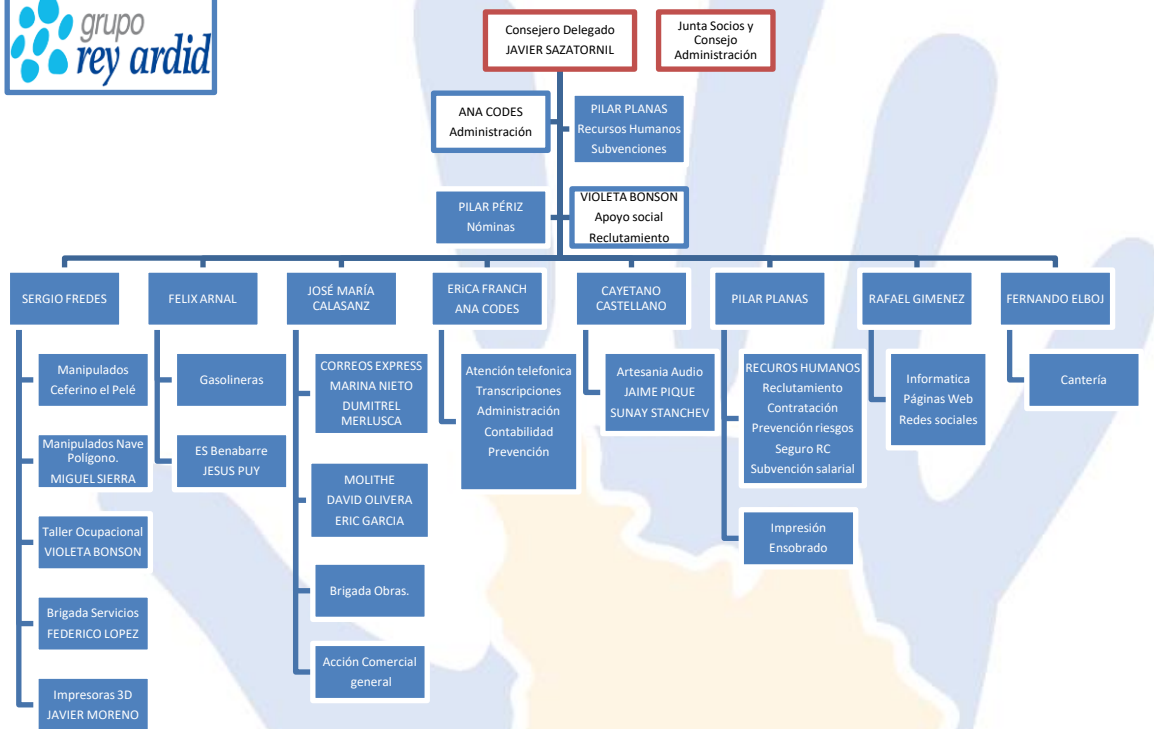 grupo
rey ardid
Consejero Delegado
JAVIER SAZATORNIL
Junta Socios y
Consejo
Administración
ANA CODES
Administración
PILAR PLANAS
Recursos Humanos
Subvenciones
PILAR PÉRIZ
Nóminas
VIOLETA BONSON
Apoyo social
Reclutamiento
SERGIO FREDES
FELIX ARNAL
JOSÉ MARÍA
CALASANZ
ERiCA FRANCH
ANA CODES
CAYETANO
CASTELLANO
PILAR PLANAS
RAFAEL GIMENEZ
FERNANDO ELBOJ
Manipulados
Ceferino el Pelé
Manipulados Nave
Polígono.
MIGUEL SIERRA
Taller Ocupacional
VIOLETA BONSON
Brigada Servicios
FEDERICO LOPEZ
Impresoras 3D
JAVIER MORENO
Gasolineras
ES Benabarre
JESUS PUY
CORREOS EXPRESS
MARINA NIETO
DUMITREL
MERLUSCA
MOLITHE
DAVID OLIVERA
ERIC GARCIA
Brigada Obras.
Acción Comercial
general
Atención telefonica
Transcripciones
Administración
Contabilidad
Prevención
Artesania Audio
JAIME PIQUE
SUNAY STANCHEV
RECUROS HUMANOS
Reclutamiento
Contratación
Prevención riesgos
Seguro RC
Subvención salarial
Impresión
Ensobrado
Informatica
Páginas Web
Redes sociales
Cantería